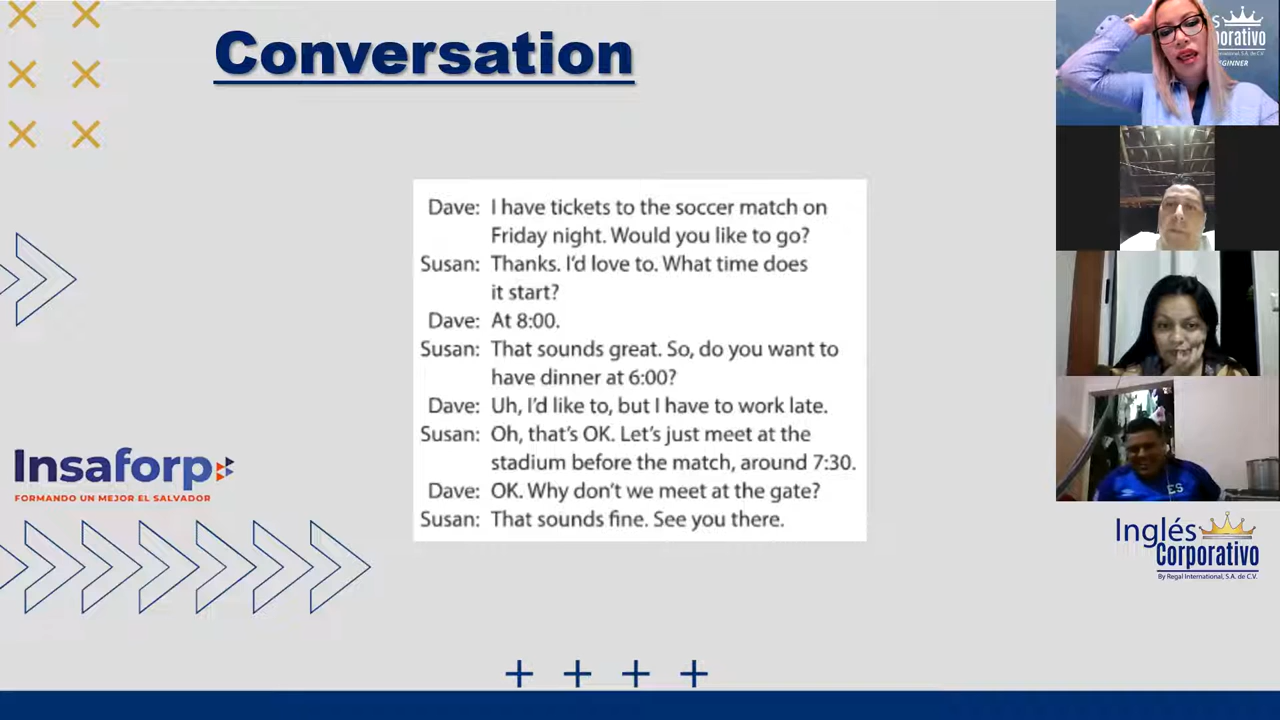 Conversation
Dave: I have tickets to the soccer match on
Friday night. Would you like to go?
Susan: Thanks. I'd love to. What time does
it start?
Dave: At 8:00.
Susan: That sounds great. So, do you want to
have dinner at 6:00?
Dave: Uh, I'd like to, but I have to work late.
Susan: Oh, that's OK. Let's just meet at the
stadium before the match, around 7:30.
Dave: OK. Why don't we meet at the gate?
Susan: That sounds fine. See you there.
Insaforp
FORMANDO UN MEJOR EL SALVADOR
Inglés
Corporativo
By Regal International, S.A. de C.V.
ES